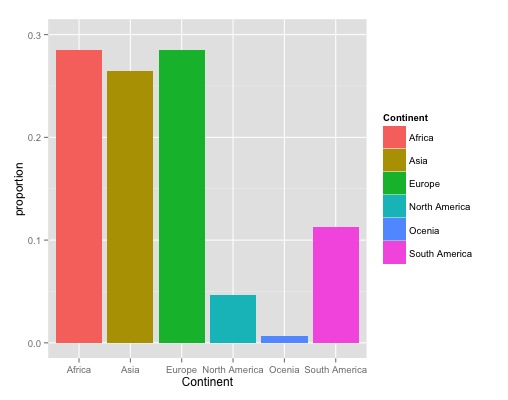 0.3
0.2
0.1
0.0
proportion
Africa Asia Europe North America Ocenia South America
Continent
Continent
Africa
Asia
Europe
North America
Ocenia
South America